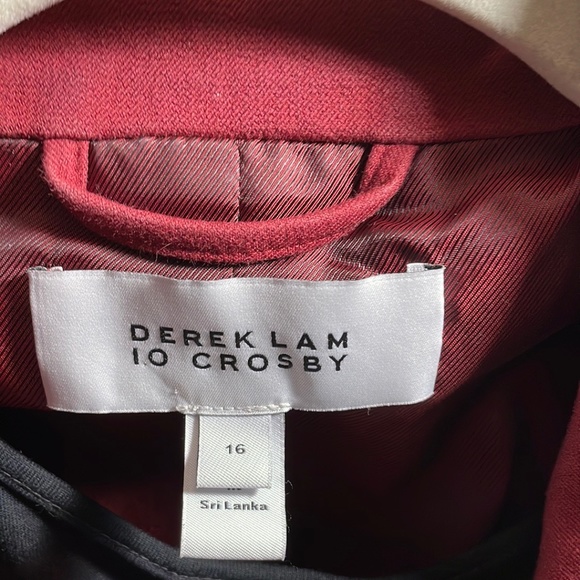 DEREK LAM
10 CROSBY
16
Sri Lanka